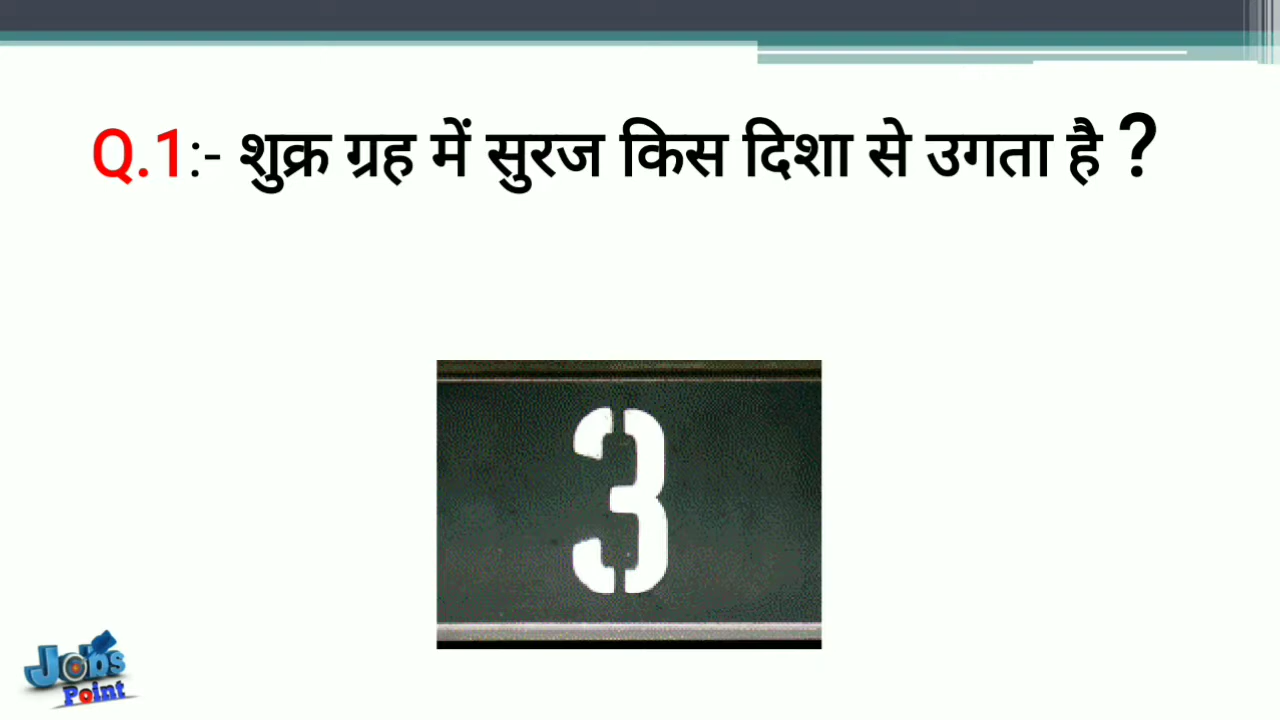 Q.1:- शुक्र ग्रह में सुरज किस दिशा से उगता है ?
3
Jobs
Point